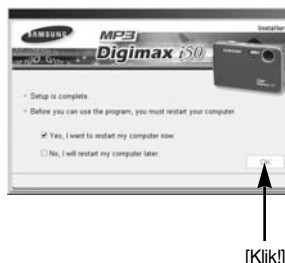 Installer
SAMSUNG
MP3
Digimax i50
SAMSUNG
Setup is complete.
Before you can use the program, you must restart your computer.
Yes, I want to restart my computer now.
No, I will restart my computer later.
OK
[Klik!]